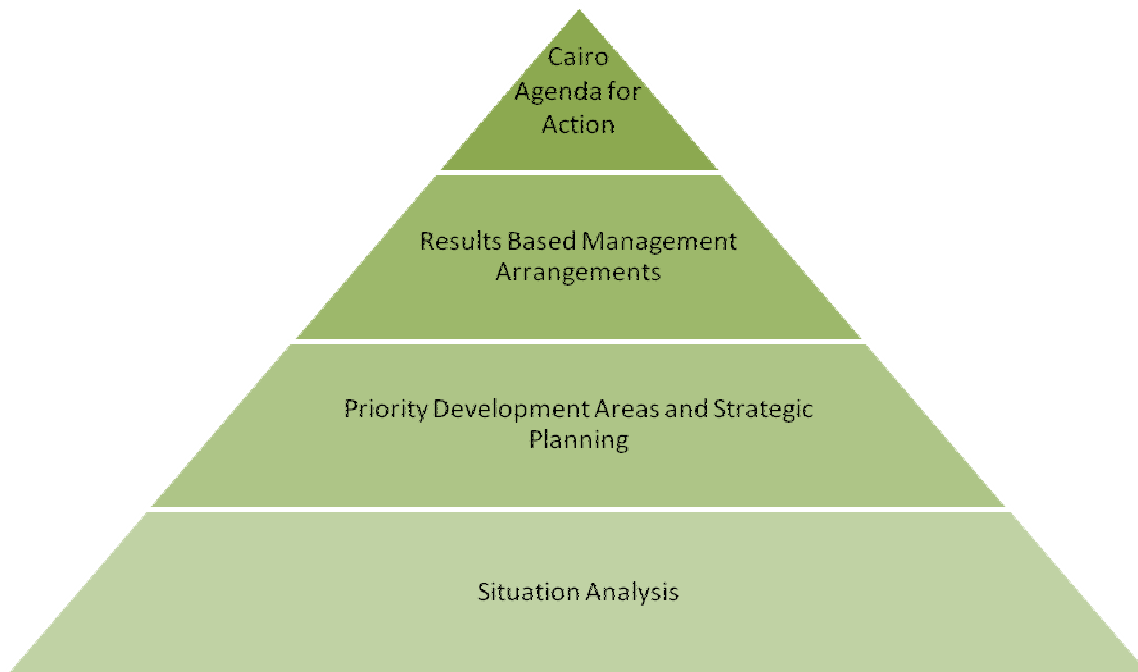 Cairo
Agenda for
Action
Results Based Management
Arrangements
Priority Development Areas and Strategic
Planning
Situation Analysis